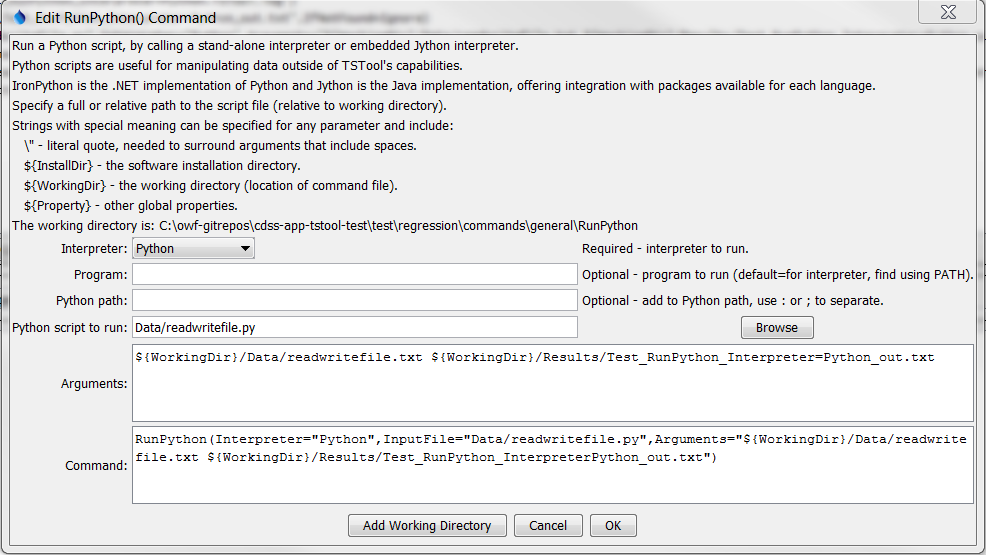 Edit RunPython() Command
Run a Python script, by calling a stand-alone interpreter or embedded Jython interpreter.
Python scripts are useful for manipulating data outside of TSTool's capabilities.
IronPython is the .NET implementation of Python and Jython is the Java implementation, offering integration with packages available for each language.
Specify a full or relative path to the script file (relative to working directory).
Strings with special meaning can be specified for any parameter and include:
\" - literal quote, needed to surround arguments that include spaces.
${InstallDir} - the software installation directory.
${WorkingDir} - the working directory (location of command file).
${Property} - other global properties.
The working directory is: C:\owf-gitrepos\cdss-app-tstool-test\test\regression\commands\general\RunPython
Interpreter: Python Required - interpreter to run.
Program: Optional - program to run (default=for interpreter, find using PATH).
Python path: Optional - add to Python path, use : or ; to separate.
Python script to run: Data/readwritefile.py Browse
Arguments: ${WorkingDir}/Data/readwritefile.txt ${WorkingDir}/Results/Test_RunPython_Interpreter=Python_out.txt
Command: RunPython(Interpreter="Python",InputFile="Data/readwritefile.py",Arguments="${WorkingDir}/Data/readwrite
file.txt ${WorkingDir}/Results/Test_RunPython_InterpreterPython_out.txt")
Add Working Directory Cancel OK